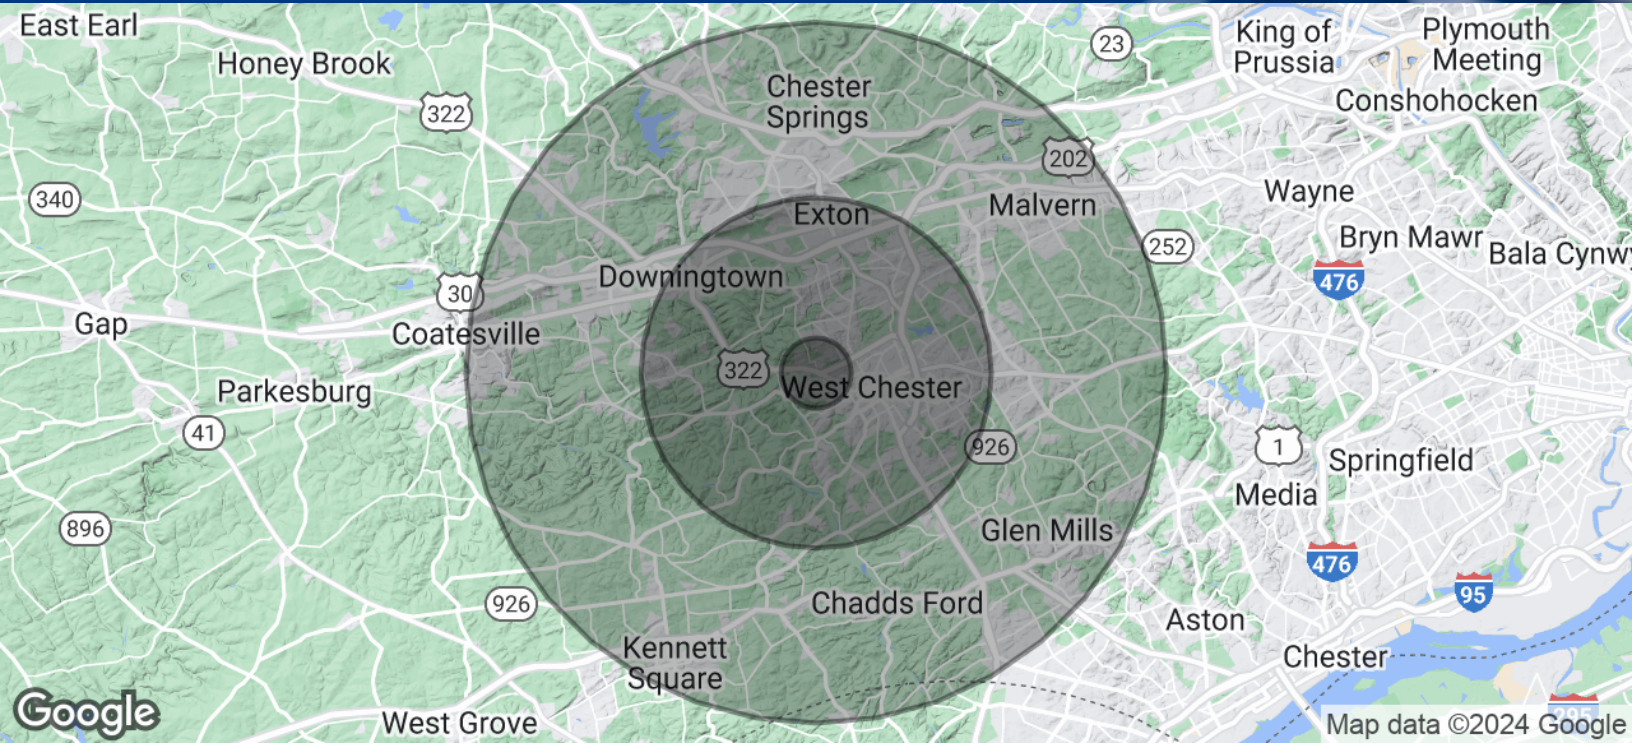 East Earl
Honey Brook
322
340
23
King of
Prussia
Plymouth
Meeting
Conshohocken
Chester
Springs
202
Wayne
Malvern
Exton
252
Bryn Mawr
Bala Cynwy
476
Downingtown
30
Gap
Coatesville
322
West Chester
Parkesburg
41
926
1
Springfield
Media
896
Glen Mills
476
95
926
Chadds Ford
Aston
Kennett
Square
Chester
West Grove
295
Google
Map data ©2024 Google